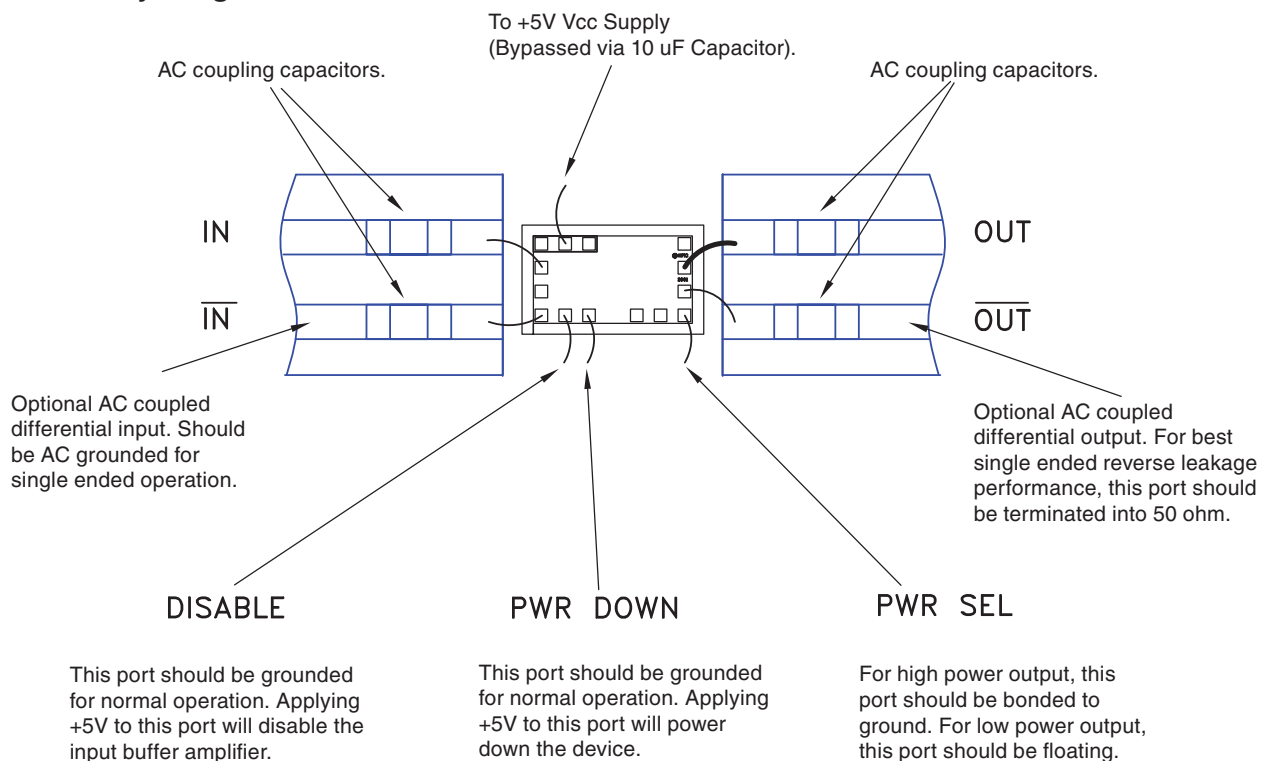 To +5V Vcc Supply
(Bypassed via 10 uF Capacitor).
AC coupling capacitors.
AC coupling capacitors.
IN
OUT
IN
OUT
Optional AC coupled
differential input. Should
be AC grounded for
single ended operation.
Optional AC coupled
differential output. For best
single ended reverse leakage
performance, this port should
be terminated into 50 ohm.
DISABLE
PWR DOWN
PWR SEL
This port should be grounded
for normal operation. Applying
+5V to this port will disable the
input buffer amplifier.
This port should be grounded
for normal operation. Applying
+5V to this port will power
down the device.
For high power output, this
port should be bonded to
ground. For low power output,
this port should be floating.